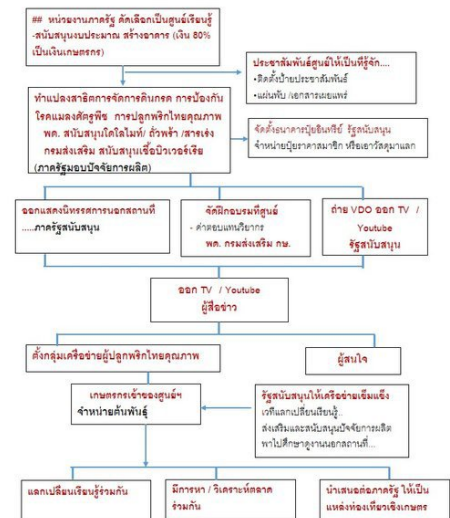 ## หน่วยงานภาครัฐ คัดเลือกเป็นศูนย์เรียนรู้
-สนับสนุนงบประมาณ สร้างอาคาร (เงิน 80%
เป็นเงินเกษตรกร)
ประชาสัมพันธ์ศูนย์ให้เป็นที่รู้จัก....
•ติดตั้งป้ายประชาสัมพันธ์
•แผ่นพับ /เอกสารเผยแพร่
ทำแปลงสาธิตการจัดการดินกรด การป้องกัน
โรคแมลงศัตรูพืช การปลูกพริกไทยคุณภาพ
พด. สนับสนุนโดโลไมท์/ ถั่วพร้า /สารเร่ง
กรมส่งเสริม สนับสนุนเชื้อบิวเวอร์เรีย
(ภาครัฐมอบปัจจัยการผลิต)
จัดตั้งธนาคารปุ๋ยอินทรีย์ รัฐสนับสนุน
จำหน่ายปุ๋ยราคาสมาชิก หรือเอาวัสดุมาแลก
ออกแสดงนิทรรศการนอกสถานที่
.....ภาครัฐสนับสนุน
จัดฝึกอบรมที่ศูนย์
- ค่าตอบแทนวิยากร
พด. กรมส่งเสริม กษ.
ถ่าย VDO ออก TV /
Youtube
รัฐสนับสนุน
ออก TV / Youtube
ผู้สื่อข่าว
ตั้งกลุ่มเครือข่ายผู้ปลูกพริกไทยคุณภาพ
ผู้สนใจ
เกษตรกรเข้าของศูนย์ฯ
จำหน่ายต้นพันธุ์
รัฐสนับสนุนให้เครือข่ายเข้มแข็ง
เวทีแลกเปลี่ยนเรียนรู้..
ส่งเสริมและสนับสนุนปัจจัยการผลิต
พาไปศึกษาดูงานนอกสถานที่...
แลกเปลี่ยนเรียนรู้ร่วมกัน
มีการหา / วิเคราะห์ตลาด
ร่วมกัน
นำเสนอต่อภาครัฐ ให้เป็น
แหล่งท่องเที่ยวเชิงเกษตร